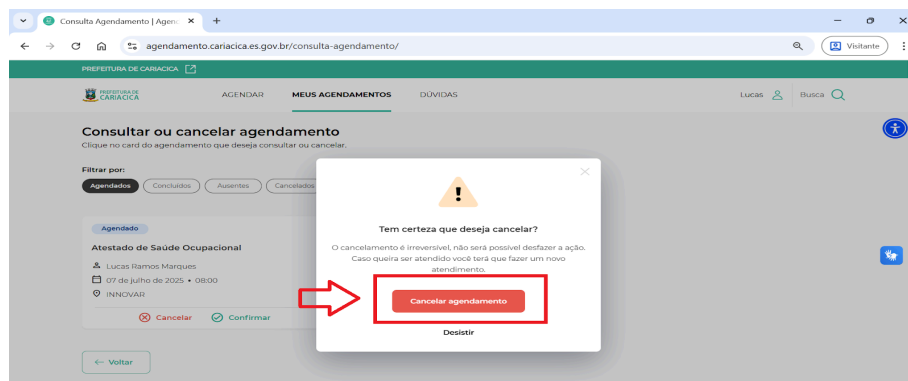 Consulta Agendamento | Agen
agendamento.cariacica.es.gov.br/consulta-agendamento/
Visitante
PREFEITURA DE CARIACICA
PREFEITURA DE
CARIACICA
AGENDAR
MEUS AGENDAMENTOS
DÚVIDAS
Lucas
Busca
Consultar ou cancelar agendamento
Clique no card do agendamento que deseja consultar ou cancelar.
Filtrar por:
Agendados
Concluídos
Ausentes
Cancelados
Agendado
Atestado de Saúde Ocupacional
Lucas Ramos Marques
07 de julho de 2025 • 08:00
INNOVAR
Cancelar
Confirmar
Voltar
Tem certeza que deseja cancelar?
O cancelamento é irreversível, não será possível desfazer a ação.
Caso queira ser atendido você terá que fazer um novo
atendimento.
Cancelar agendamento
Desistir